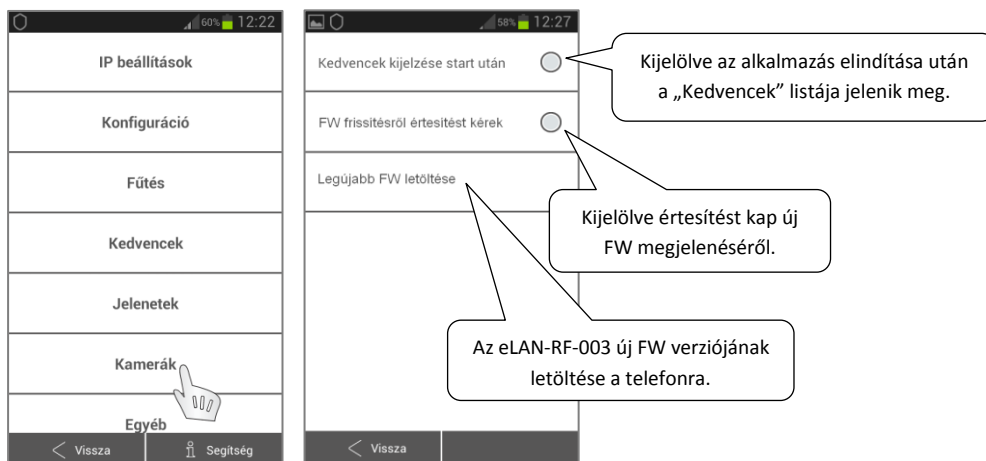 60% 12:22
IP beállítások
Konfiguráció
Fűtés
Kedvencek
Jelenetek
Kamerák
Egyéb
Vissza
Segítség
58% 12:27
Kedvencek kijelzése start után
FW frissitésről értesitést kérek
Legújabb FW letöltése
Vissza
Kijelölve az alkalmazás elindítása után
a „Kedvencek” listája jelenik meg.
Kijelölve értesítést kap új
FW megjelenéséről.
Az eLAN-RF-003 új FW verziójának
letöltése a telefonra.